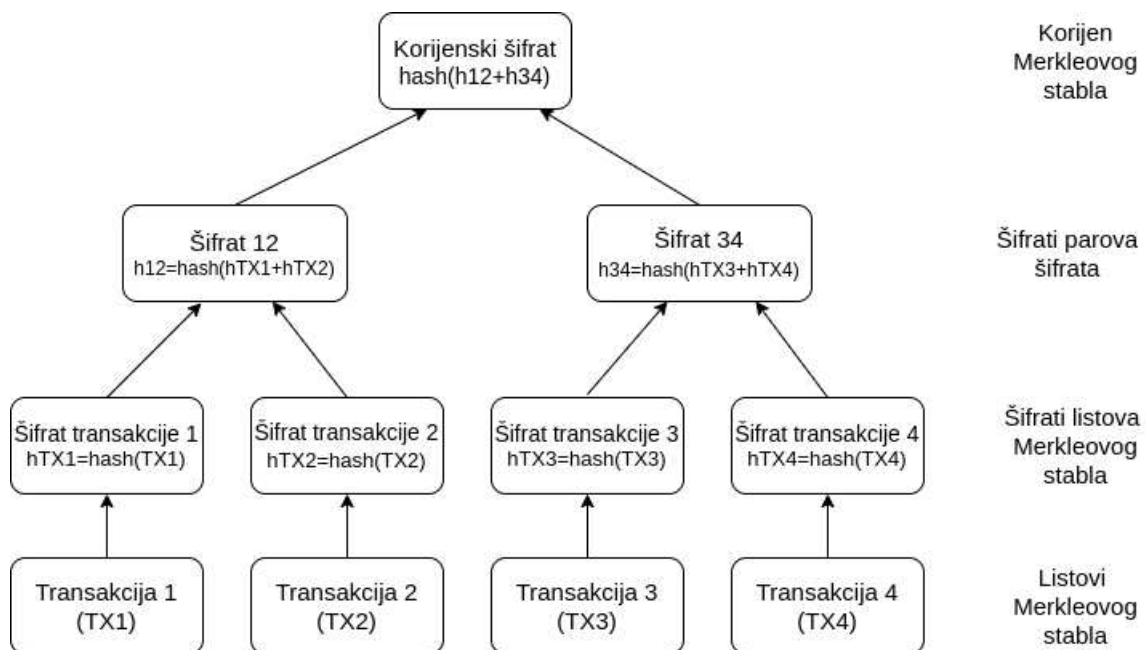 Korijenski šifrat
hash(h12+h34)
Korijen
Merkleovog
stabla
Šifrat 12
h12=hash(hTX1+hTX2)
Šifrat 34
h34=hash(hTX3+hTX4)
Šifrati parova
šifrata
Šifrat transakcije 1
hTX1=hash(TX1)
Šifrat transakcije 2
hTX2=hash(TX2)
Šifrat transakcije 3
hTX3=hash(TX3)
Šifrat transakcije 4
hTX4=hash(TX4)
Šifrati listova
Merkleovog
stabla
Transakcija 1
(TX1)
Transakcija 2
(TX2)
Transakcija 3
(TX3)
Transakcija 4
(TX4)
Listovi
Merkleovog
stabla